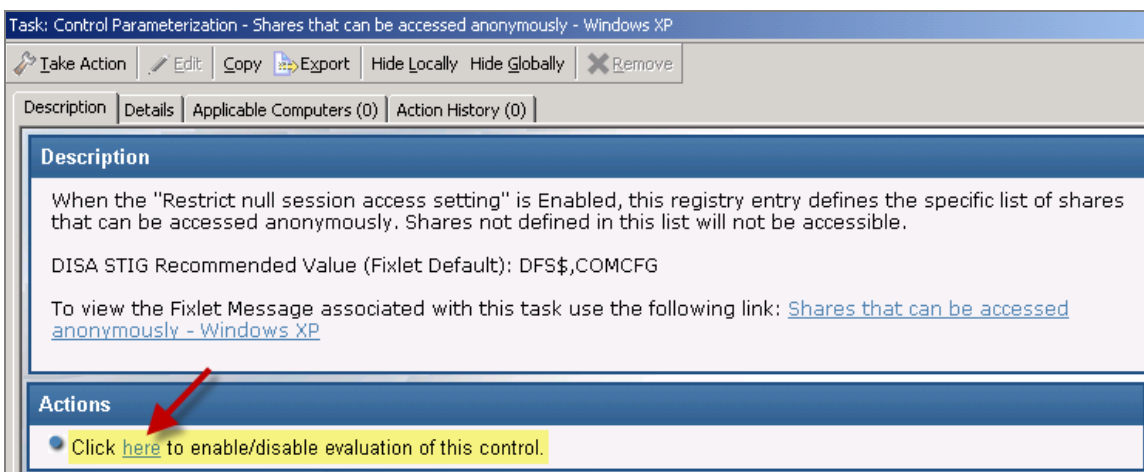 Task: Control Parameterization - Shares that can be accessed anonymously - Windows XP
Take Action Edit Copy Export Hide Locally Hide Globally Remove
Description Details Applicable Computers (0) Action History (0)
Description
When the "Restrict null session access setting" is Enabled, this registry entry defines the specific list of shares
that can be accessed anonymously. Shares not defined in this list will not be accessible.
DISA STIG Recommended Value (Fixlet Default): DFS$,COMCFG
To view the Fixlet Message associated with this task use the following link: Shares that can be accessed
anonymously - Windows XP
Actions
Click here to enable/disable evaluation of this control.